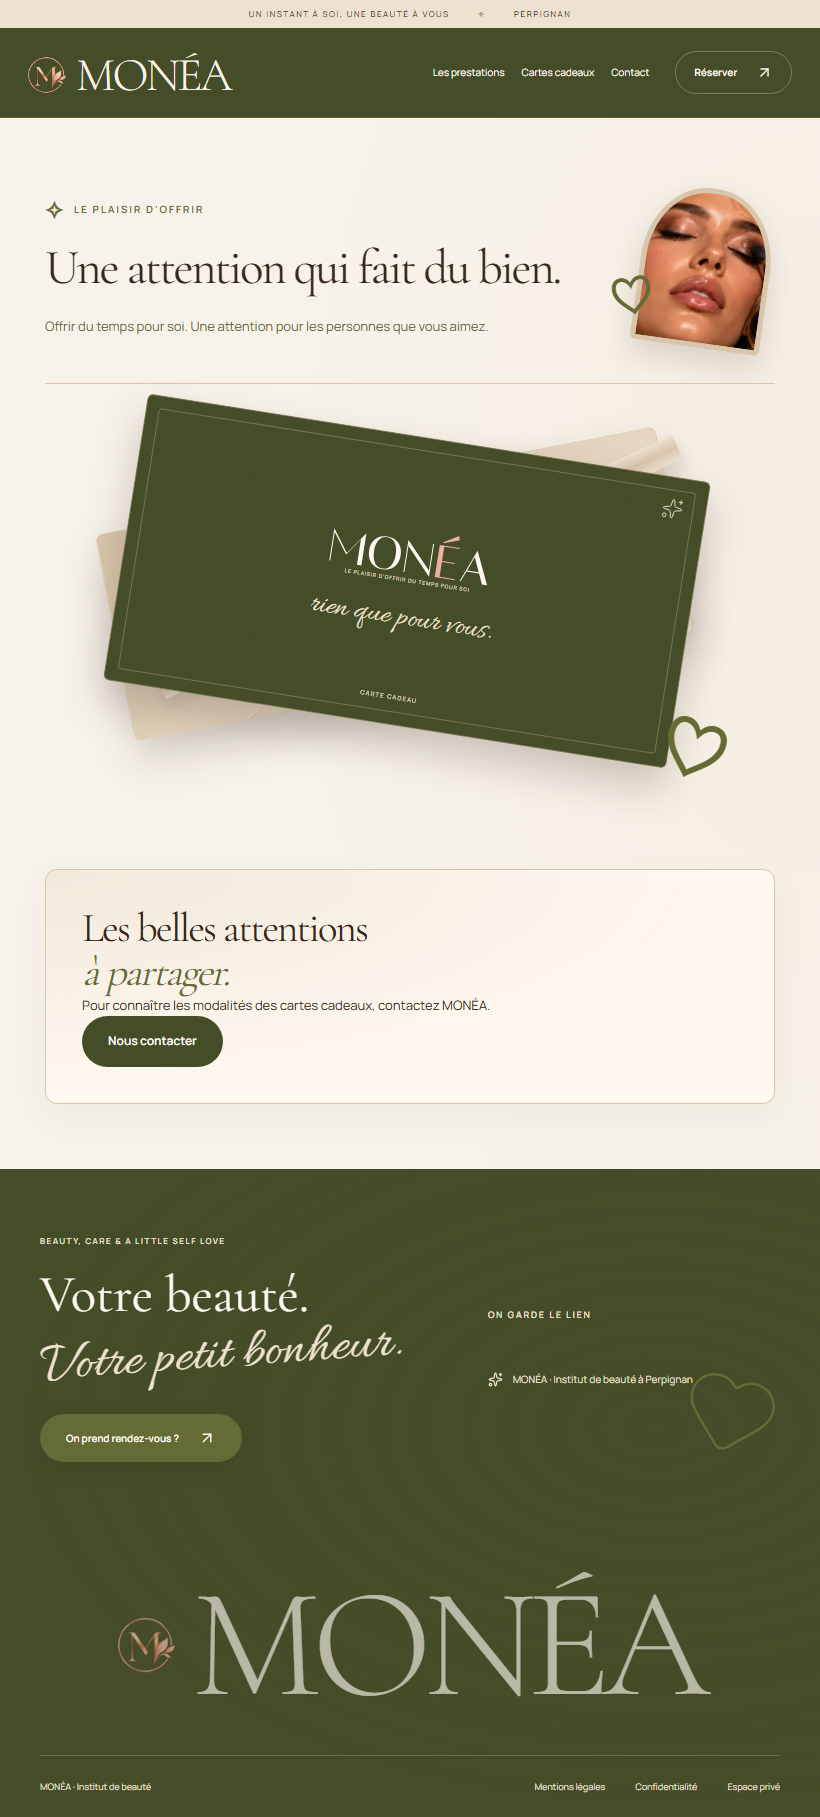 UN INSTANT À SOI, UNE BEAUTÉ À VOUS ✧ PERPIGNAN
M MONÉA
Les prestations Cartes cadeaux Contact Réserver
LE PLAISIR D'OFFRIR
Une attention qui fait du bien.
Offrir du temps pour soi. Une attention pour les personnes que vous aimez.
MONÉA
LE PLAISIR D'OFFRIR DU TEMPS POUR SOI
rien que pour vous.
CARTE CADEAU
Les belles attentions
à partager.
Pour connaître les modalités des cartes cadeaux, contactez MONÉA.
Nous contacter
BEAUTY, CARE & A LITTLE SELF LOVE
Votre beauté.
Votre petit bonheur.
On prend rendez-vous ?
ON GARDE LE LIEN
MONÉA · Institut de beauté à Perpignan
M MONÉA
MONÉA · Institut de beauté
Mentions légales Confidentialité Espace privé